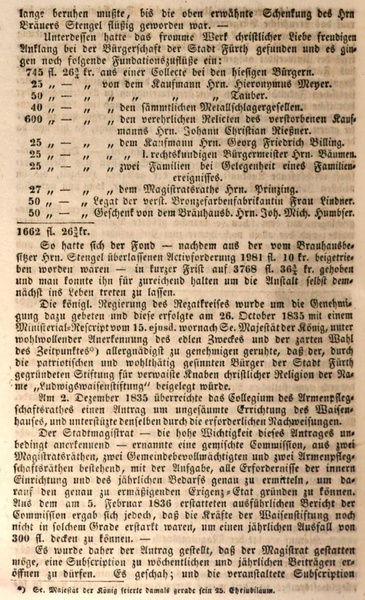 lange beruhen mußte, bis die oben erwähnte Schenkung des Hrn
Bräuers Stengel flüßig geworden war. —
Unterdessen hatte das fromme Werk christlicher Liebe freudigen
Anklang bei der Bürgerschaft der Stadt Fürth gefunden und es gin-
gen noch folgende Fundationszuflüße ein:
745 fl. 26¾ kr. aus einer Collecte bei den hiesigen Bürgern.
25 „ — „ von dem Kaufmann Hrn. Hieronymus Meyer.
50 „ — „ „ „ „ „ Tauber.
40 „ — „ den sämmtlichen Metallschlagergesellen.
600 „ — „ den verehrlichen Relicten des verstorbenen Kauf-
manns Hrn. Johann Christian Rießner.
25 „ — „ dem Kaufmann Hrn. Georg Friedrich Billing.
25 „ — „ „ I. rechtskundigen Bürgermeister Hrn. Bäumen.
25 „ — „ zwei Familien bei Gelegenheit eines Familien-
ereignisses.
27 „ — „ dem Magistratsrathe Hrn. Prinzing.
50 „ — „ Legat der verst. Bronzefarbenfabrikantin Frau Lindner.
50 „ — „ Geschenk von dem Brauhausb. Hrn. Joh. Mich. Humbser.
1662 fl. 26¾kr.
So hatte sich der Fond — nachdem aus der vom Brauhausbe-
sitzer Hrn. Stengel überlassenen Activforderung 1981 fl. 10 kr. beigetrie-
ben worden waren — in kurzer Frist auf 3768 fl. 36¾ kr. gehoben
und man konnte ihn für zureichend halten um die Anstalt selbst dem-
nächst ins Leben treten zu lassen.
Die königl. Regierung des Rezatkreises wurde um die Genehmi-
gung dazu gebeten und diese erfolgte am 26. October 1835 mit einem
Ministerial-Rescript vom 15. ejusd. wornach Se. Majestät der König, unter
wohlwollender Anerkennung des edlen Zweckes und der zarten Wahl
des Zeitpunktes*) allergnädigst zu genehmigen geruhte, daß der, durch
die patriotischen und wohlthätig gesinnten Bürger der Stadt Fürth
gegründeten Stiftung für verwaiste Knaben christlicher Religion der Na-
me „Ludwigswaisenstiftung” beigelegt würde.
Am 2. Dezember 1835 überreichte das Collegium des Armenpfleg-
schaftsrathes einen Antrag um ungesäumte Errichtung des Waisen-
hauses, und unterstützte denselben durch die erforderlichen Nachweisungen.
Der Stadtmagistrat — die hohe Wichtigkeit dieses Antrages un-
bedingt anerkennend — ernannte eine gemischte Commission, aus zwei
Magistratsräthen, zwei Gemeindebevollmächtigten und zwei Armenpfleg-
schaftsräthen bestehend, mit der Aufgabe, alle Erfordernisse der innern
Einrichtung und des jährlichen Bedarfs genau zu ermitteln, um da-
rauf den genau zu ermäßigenden Exigenz-Etat gründen zu können.
Aus dem am 5. Februar 1836 erstatteten ausführlichen Bericht der
Commission ergab sich jedoch, daß die Kräfte der Waisenstiftung noch
nicht in solchem Grade erstarkt waren, um einen jährlichen Ausfall von
300 fl. decken zu können. —
Es wurde daher der Antrag gestellt, daß der Magistrat gestatten
möge, eine Subscription zu wöchentlichen und jährlichen Beiträgen er-
öffnen zu dürfen. Es geschah; und die veranstaltete Subscription
*) Se. Majestät der König feierte damals gerade sein 25. Ehejubiläum.